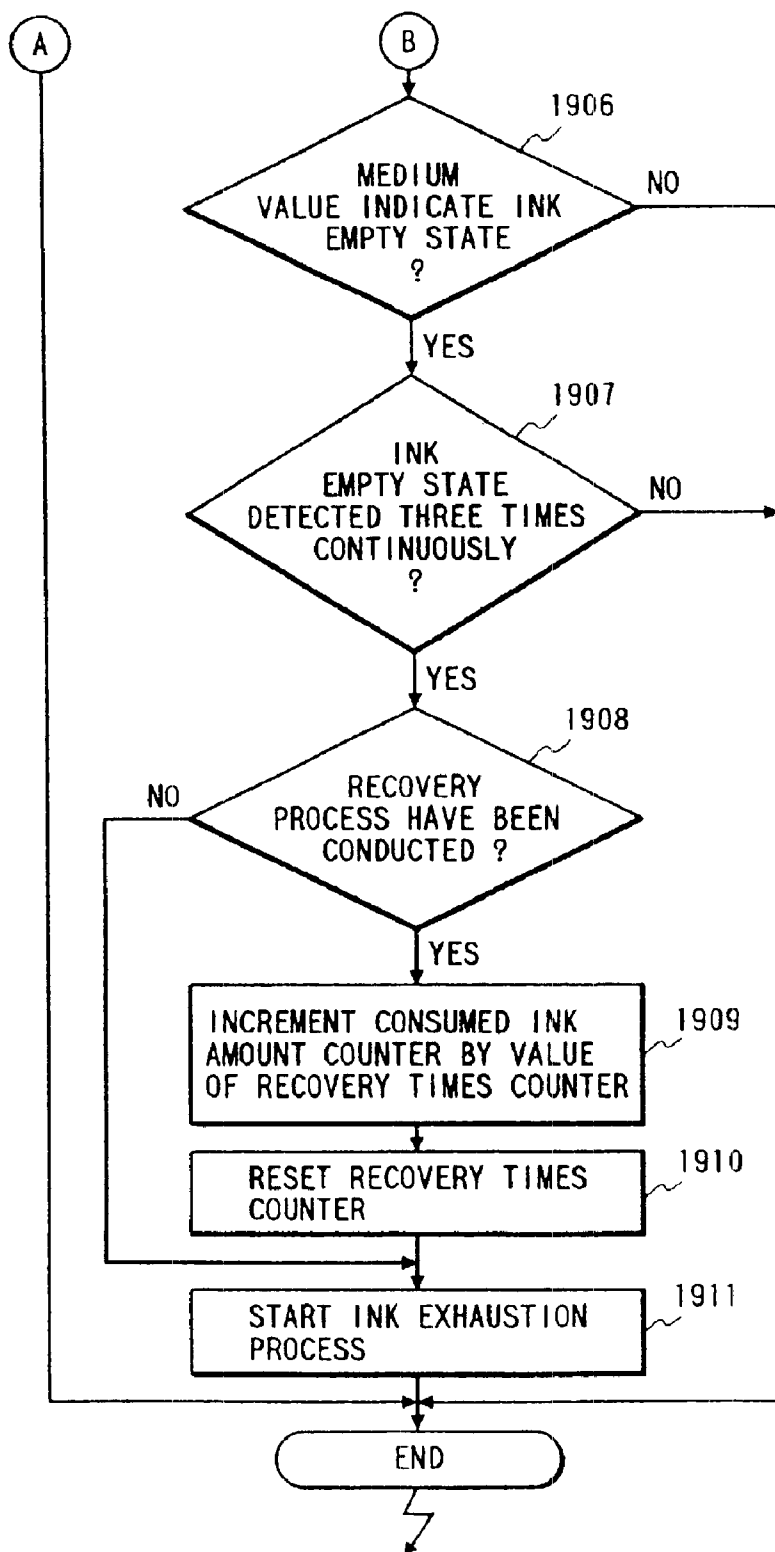 A
B
1906
MEDIUM
VALUE INDICATE INK
EMPTY STATE
?
NO
YES
1907
INK
EMPTY STATE
DETECTED THREE TIMES
CONTINUOUSLY
?
NO
YES
1908
NO
RECOVERY
PROCESS HAVE BEEN
CONDUCTED ?
YES
INCREMENT CONSUMED INK
AMOUNT COUNTER BY VALUE
OF RECOVERY TIMES COUNTER
1909
RESET RECOVERY TIMES
COUNTER
1910
START INK EXHAUSTION
PROCESS
1911
END